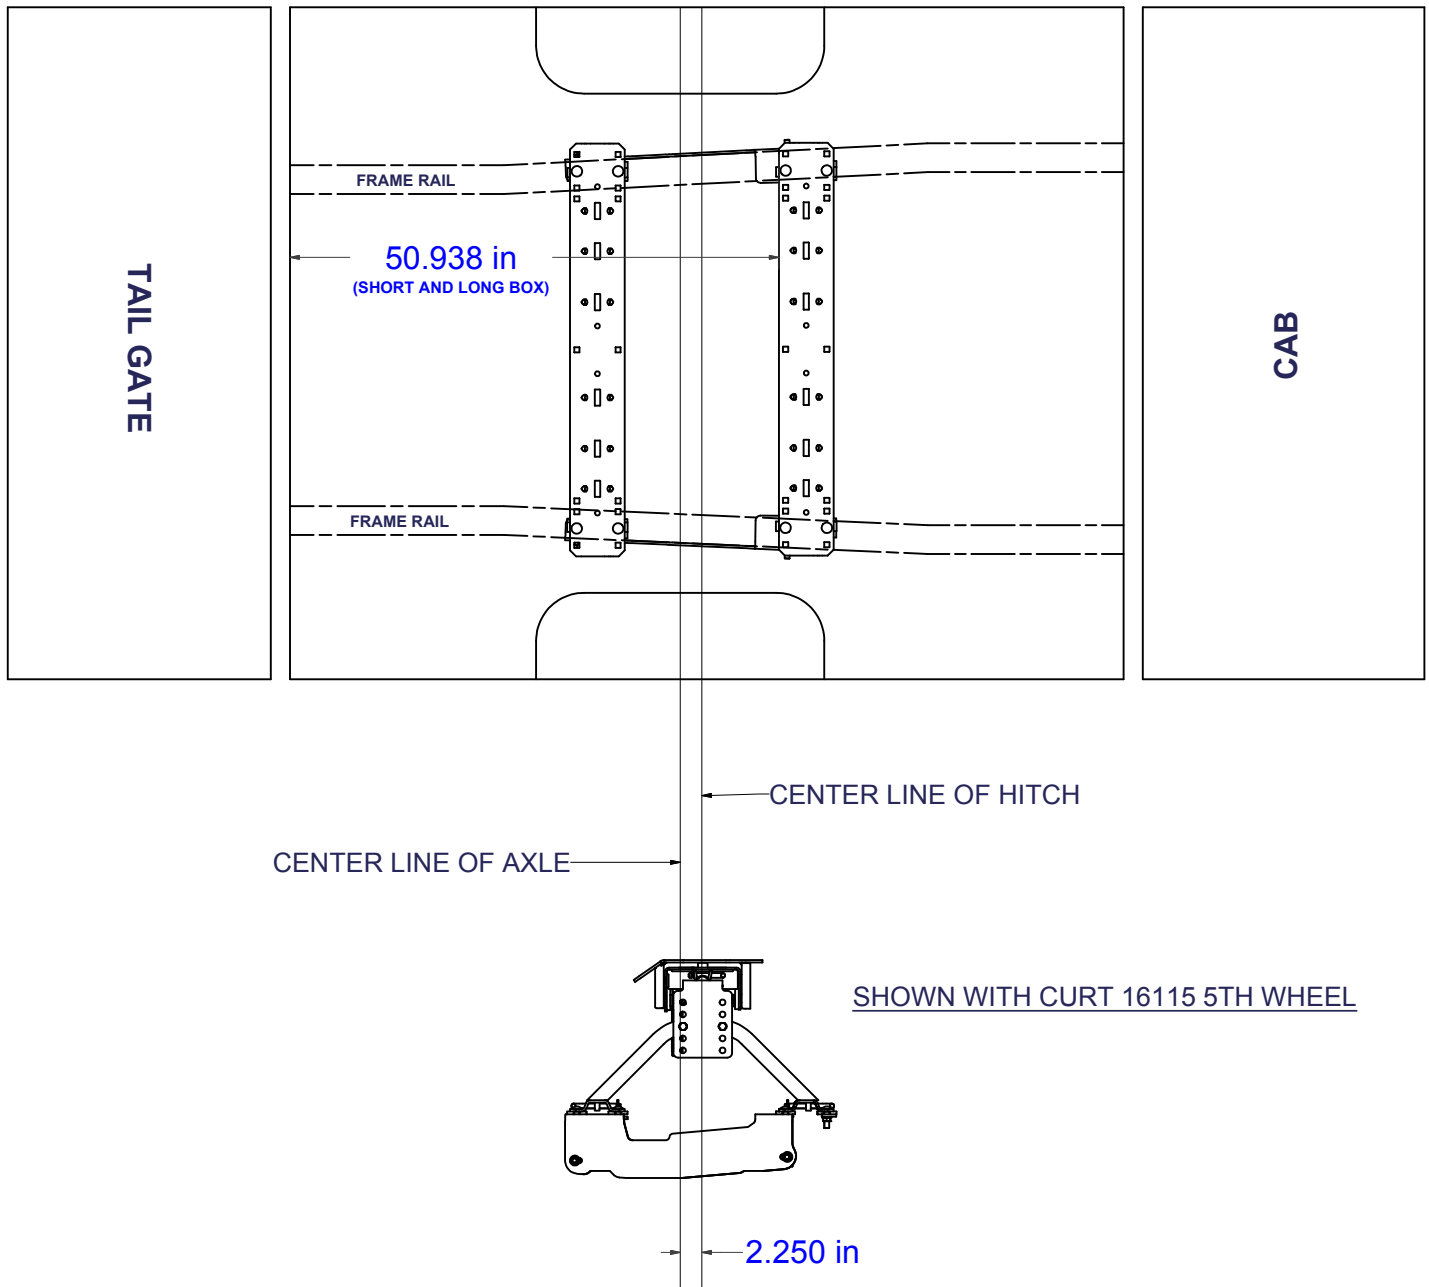 FRAME RAIL
50.938 in
(SHORT AND LONG BOX)
TAIL GATE
CAB
FRAME RAIL
CENTER LINE OF HITCH
CENTER LINE OF AXLE
SHOWN WITH CURT 16115 5TH WHEEL
2.250 in